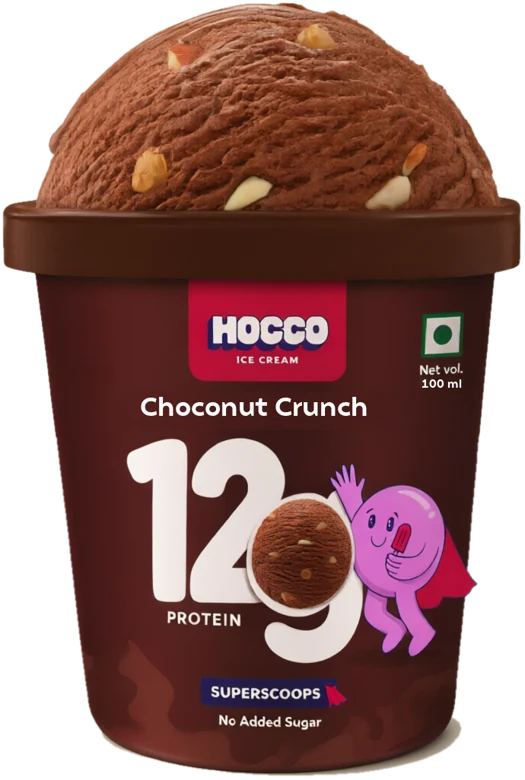 HOCCO
ICE CREAM
Net vol.
100 ml
Choconut Crunch
12g
PROTEIN
SUPERSCOOPS
No Added Sugar